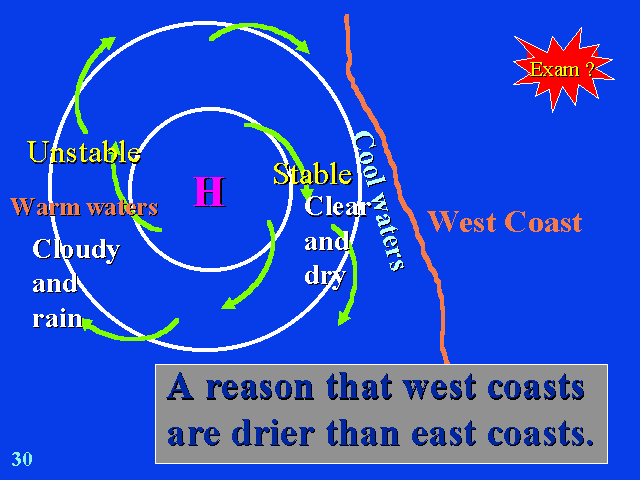 Exam ?
Unstable
Stable
H
Warm waters
Clear
and
dry
Cool waters
West Coast
Cloudy
and
rain
A reason that west coasts
are drier than east coasts.
30